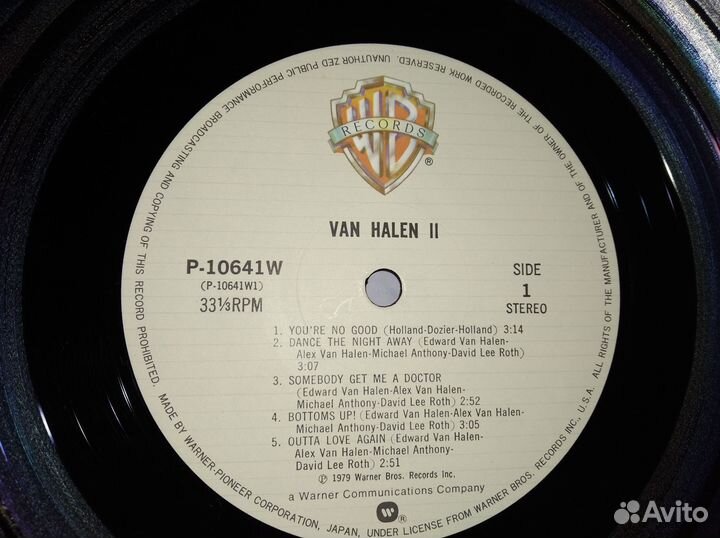 WB
RECORDS
®
VAN HALEN II
P-10641W
(P-10641W1)
33⅓RPM
SIDE
1
STEREO
1. YOU'RE NO GOOD (Holland-Dozier-Holland) 3:14
2. DANCE THE NIGHT AWAY (Edward Van Halen-
Alex Van Halen-Michael Anthony-David Lee Roth)
3:07
3. SOMEBODY GET ME A DOCTOR
(Edward Van Halen-Alex Van Halen-
Michael Anthony-David Lee Roth) 2:52
4. BOTTOMS UP! (Edward Van Halen-Alex Van Halen-
Michael Anthony-David Lee Roth) 3:05
5. OUTTA LOVE AGAIN (Edward Van Halen-
Alex Van Halen-Michael Anthony-
David Lee Roth) 2:51
℗ 1979 Warner Bros. Records Inc.
a Warner Communications Company
®
MADE BY WARNER-PIONEER CORPORATION, JAPAN, UNDER LICENSE FROM WARNER BROS. RECORDS INC., U.S.A. ALL RIGHTS OF THE MANUFACTURER AND OF THE OWNER OF THE RECORDED WORK RESERVED. UNAUTHORIZED PUBLIC PERFORMANCE BROADCASTING AND COPYING OF THIS RECORD PROHIBITED.
Avito